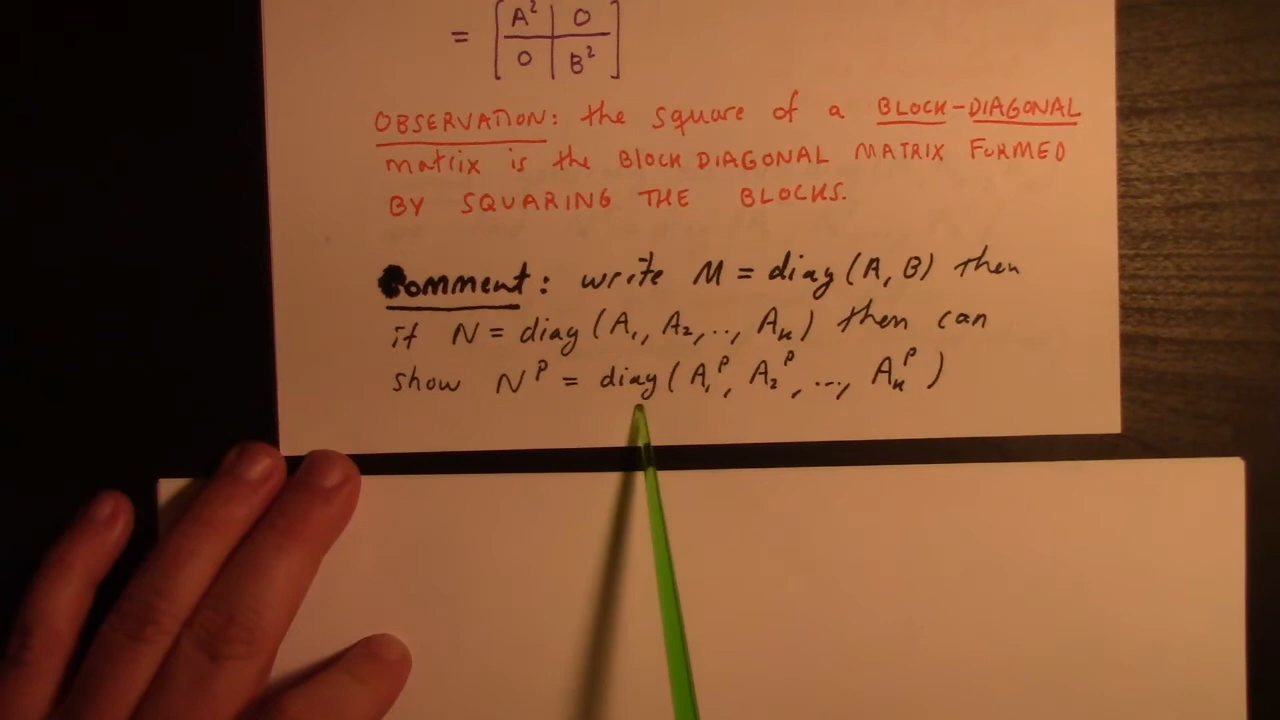 = [A² | 0
0 | B²]
OBSERVATION: the square of a BLOCK-DIAGONAL
matrix is the BLOCK DIAGONAL MATRIX FORMED
BY SQUARING THE BLOCKS.
Comment: write M = diag(A, B) then
if N = diag(A₁, A₂, .., Aₖ) then can
show Nᴾ = diag(A₁ᴾ, A₂ᴾ, ..., Aₖᴾ)